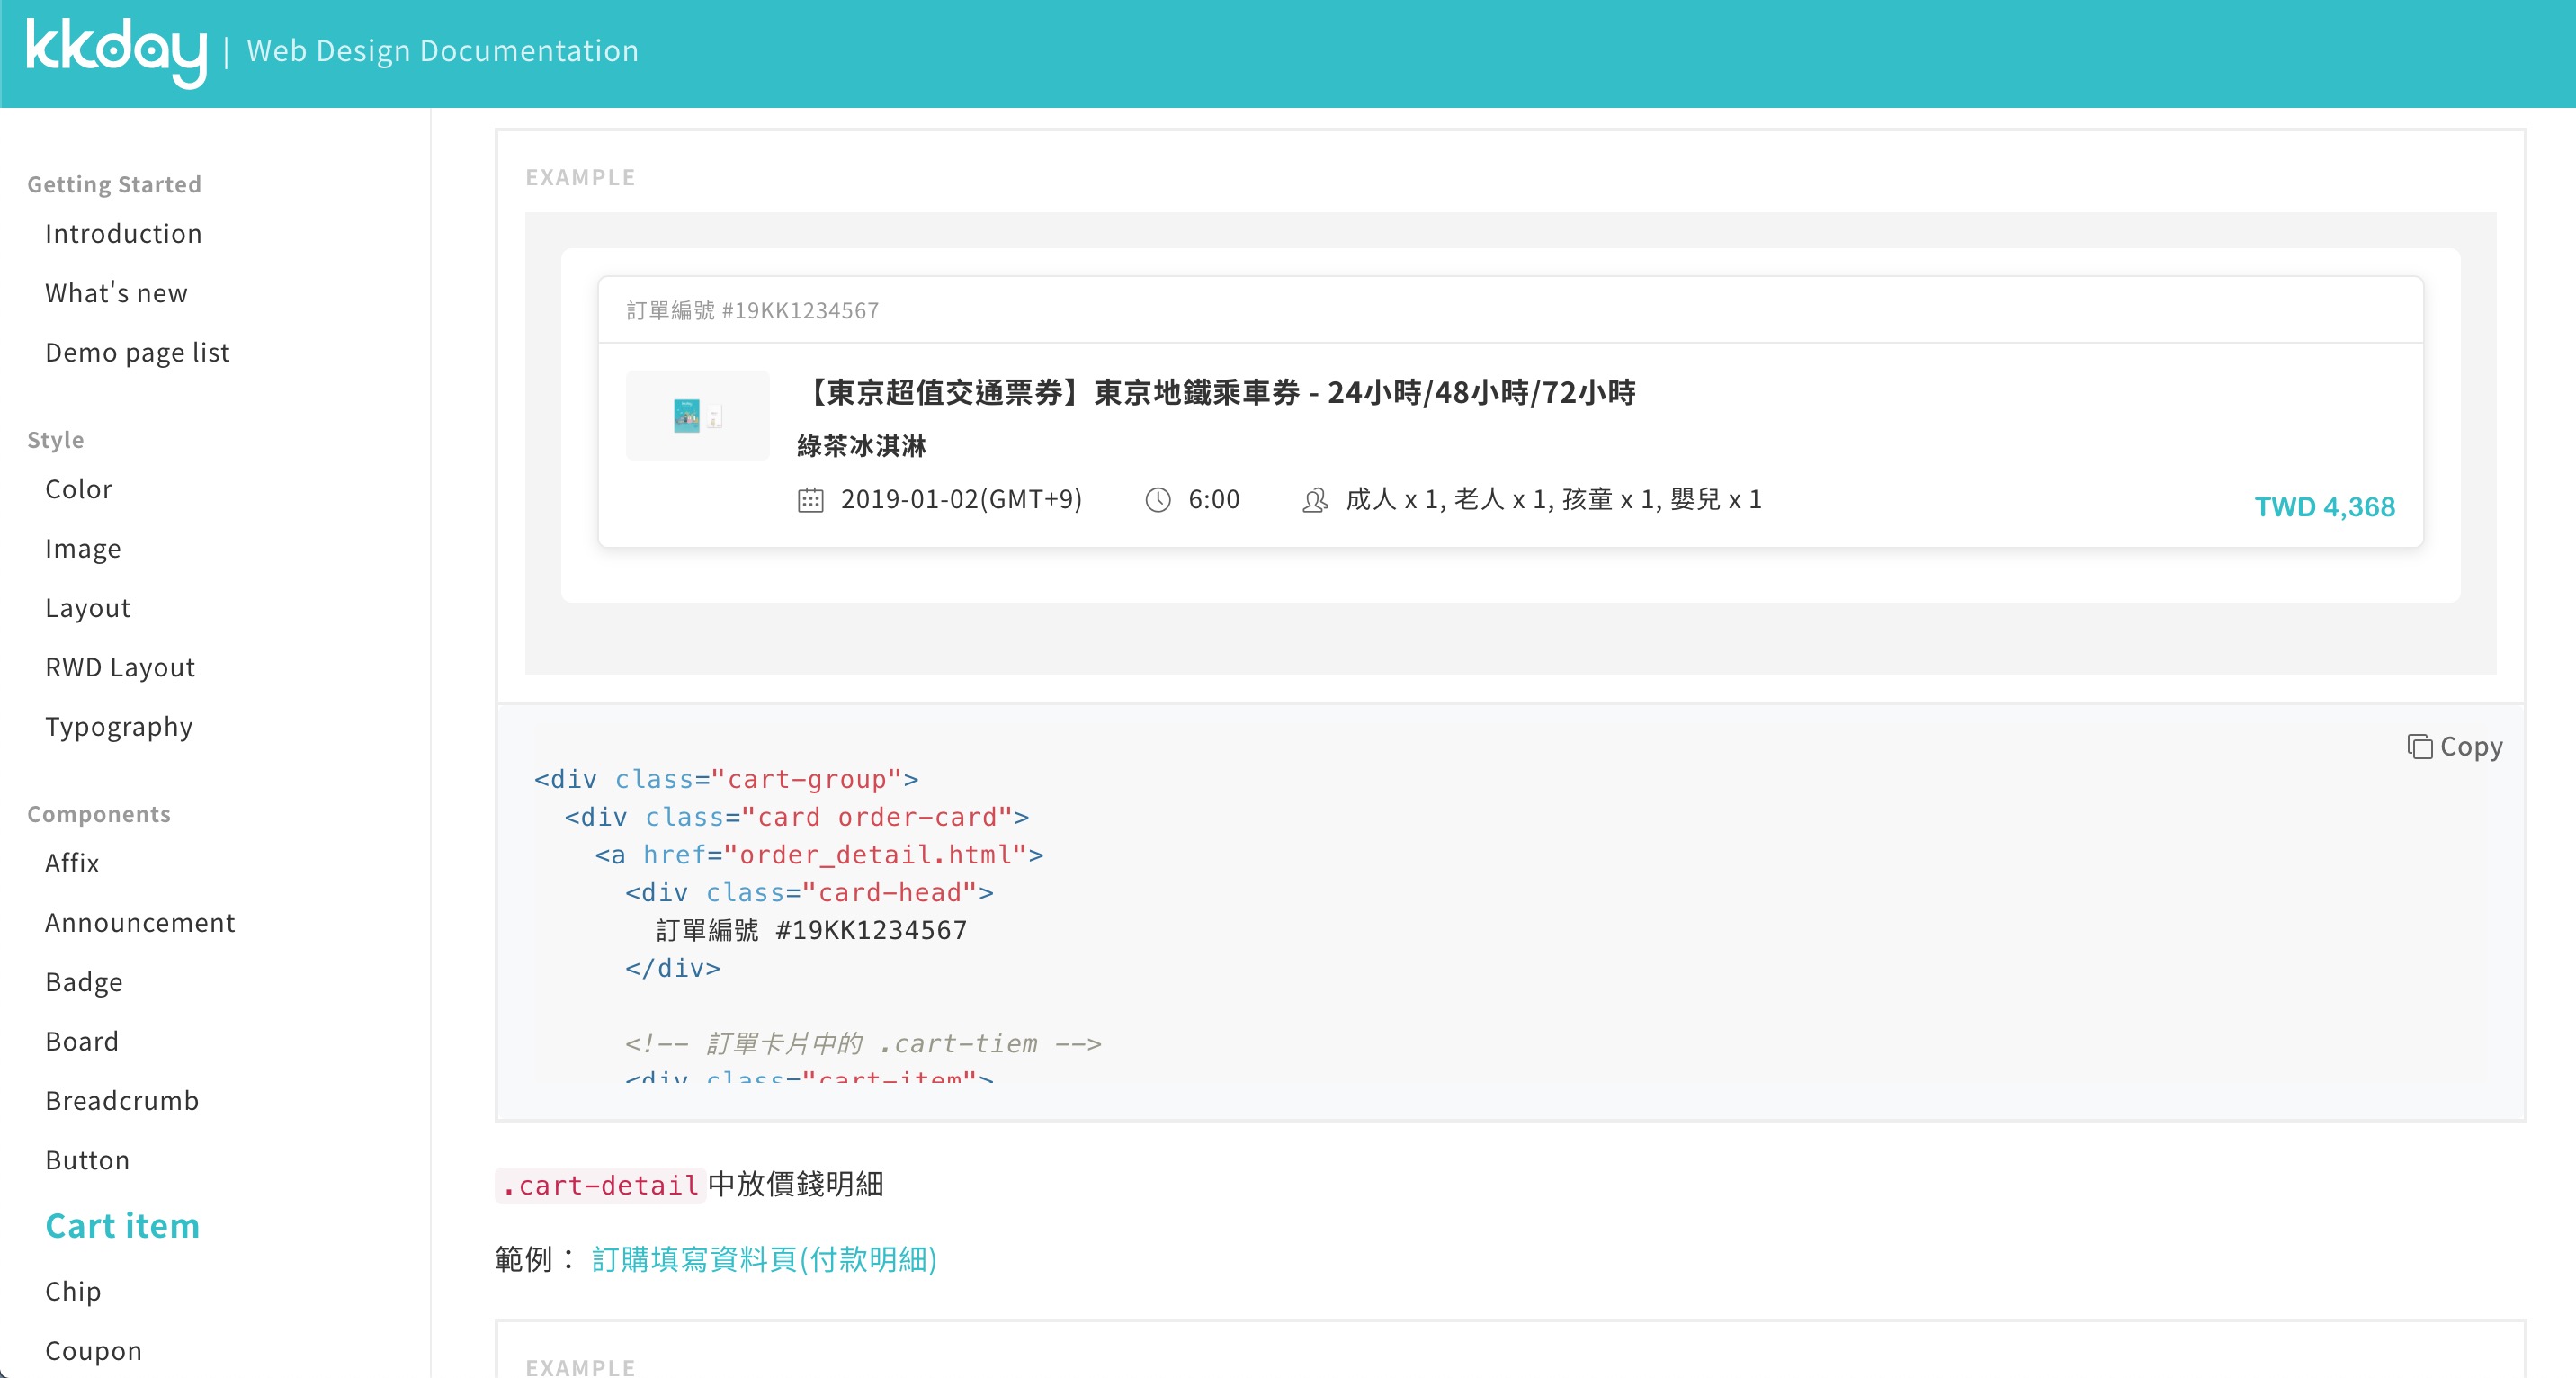 kkday | Web Design Documentation
Getting Started
Introduction
What's new
Demo page list
Style
Color
Image
Layout
RWD Layout
Typography
Components
Affix
Announcement
Badge
Board
Breadcrumb
Button
Cart item
Chip
Coupon
EXAMPLE
訂單編號 #19KK1234567
【東京超值交通票券】東京地鐵乘車券 - 24小時/48小時/72小時
綠茶冰淇淋
2019-01-02(GMT+9) 6:00 成人 x 1, 老人 x 1, 孩童 x 1, 嬰兒 x 1
TWD 4,368
Copy
<div class="cart-group">
<div class="card order-card">
<a href="order_detail.html">
<div class="card-head">
訂單編號 #19KK1234567
</div>
<!-- 訂單卡片中的 .cart-tiem -->
<div class="cart-item">
.cart-detail中放價錢明細
範例： 訂購填寫資料頁(付款明細)
EXAMPLE